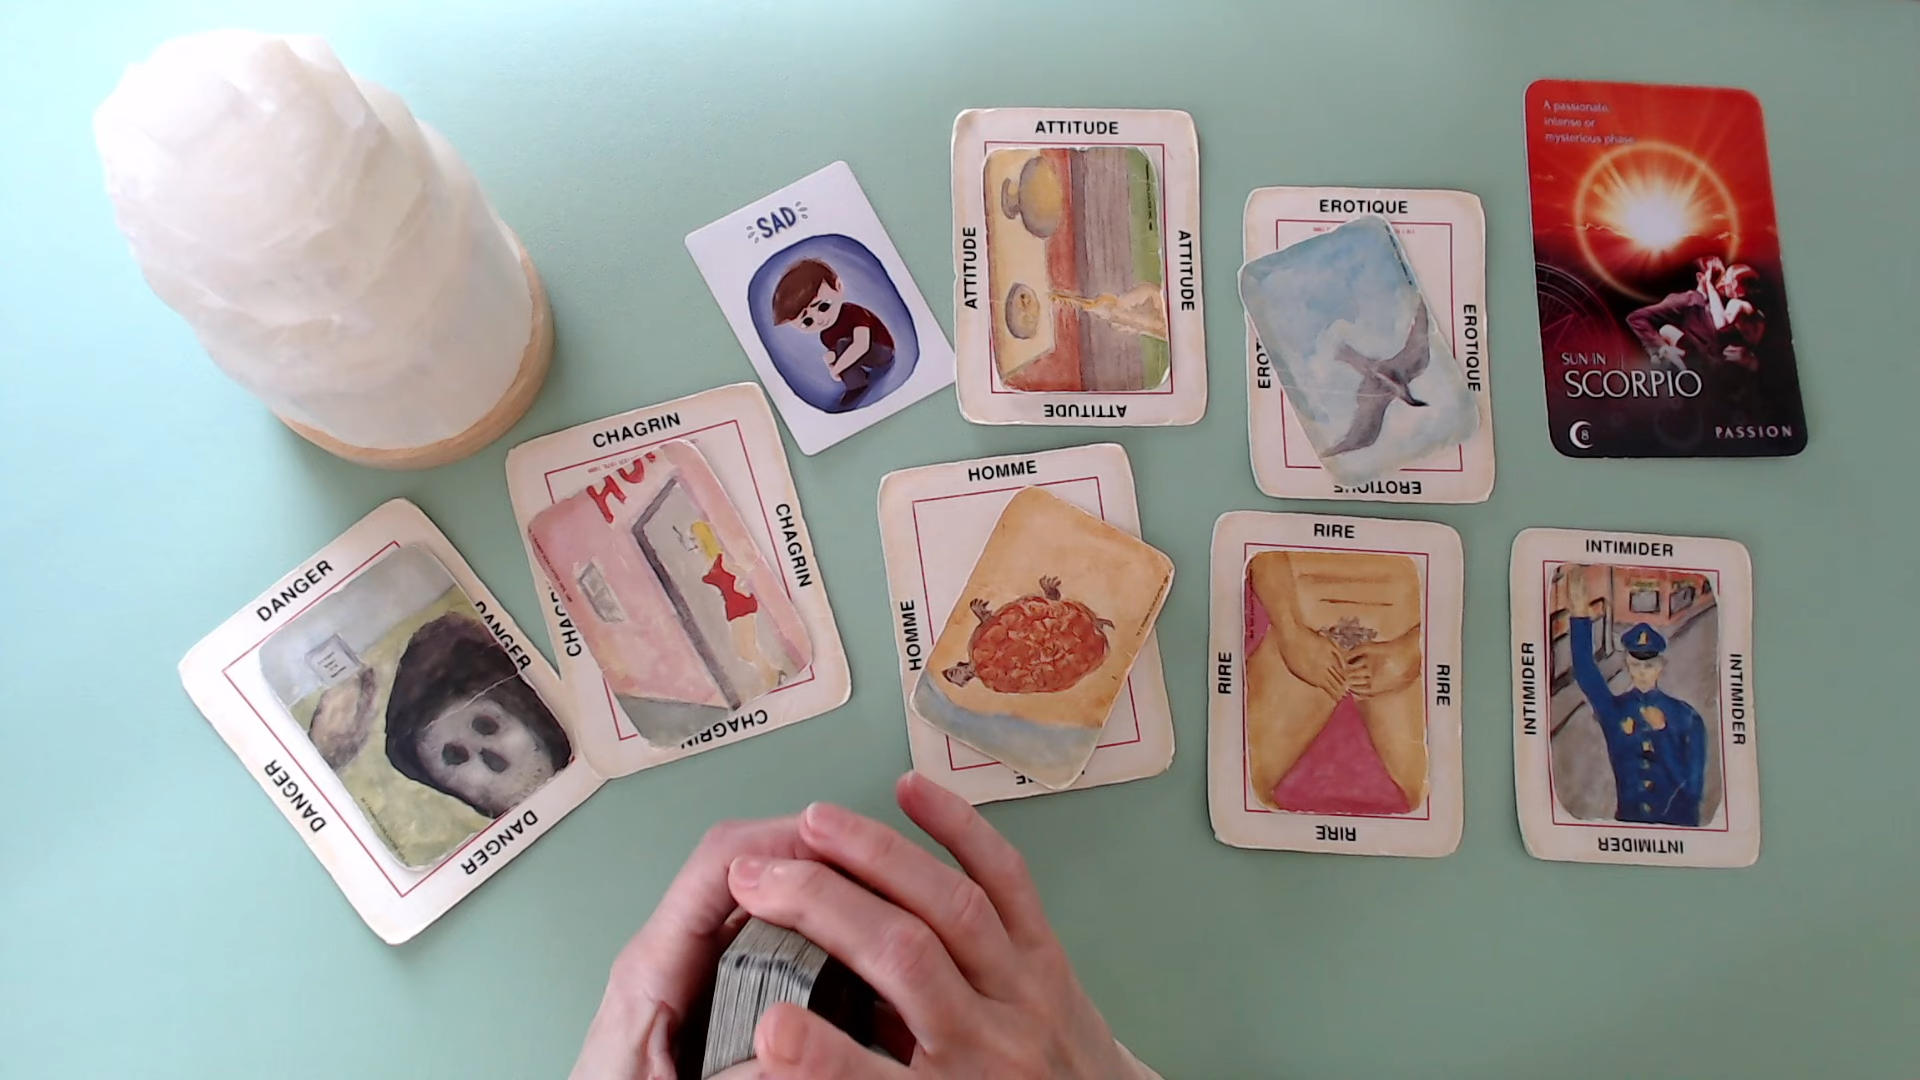 SAD
ATTITUDE
ATTITUDE
ATTITUDE
ATTITUDE
EROTIQUE
EROTIQUE
EROTIQUE
A passionate,
intense or
mysterious phase.
SUN IN
SCORPIO
8
PASSION
CHAGRIN
CHAGRIN
CHAGRIN
DANGER
DANGER
DANGER
DANGER
HOMME
HOMME
RIRE
RIRE
RIRE
RIRE
INTIMIDER
INTIMIDER
INTIMIDER
INTIMIDER